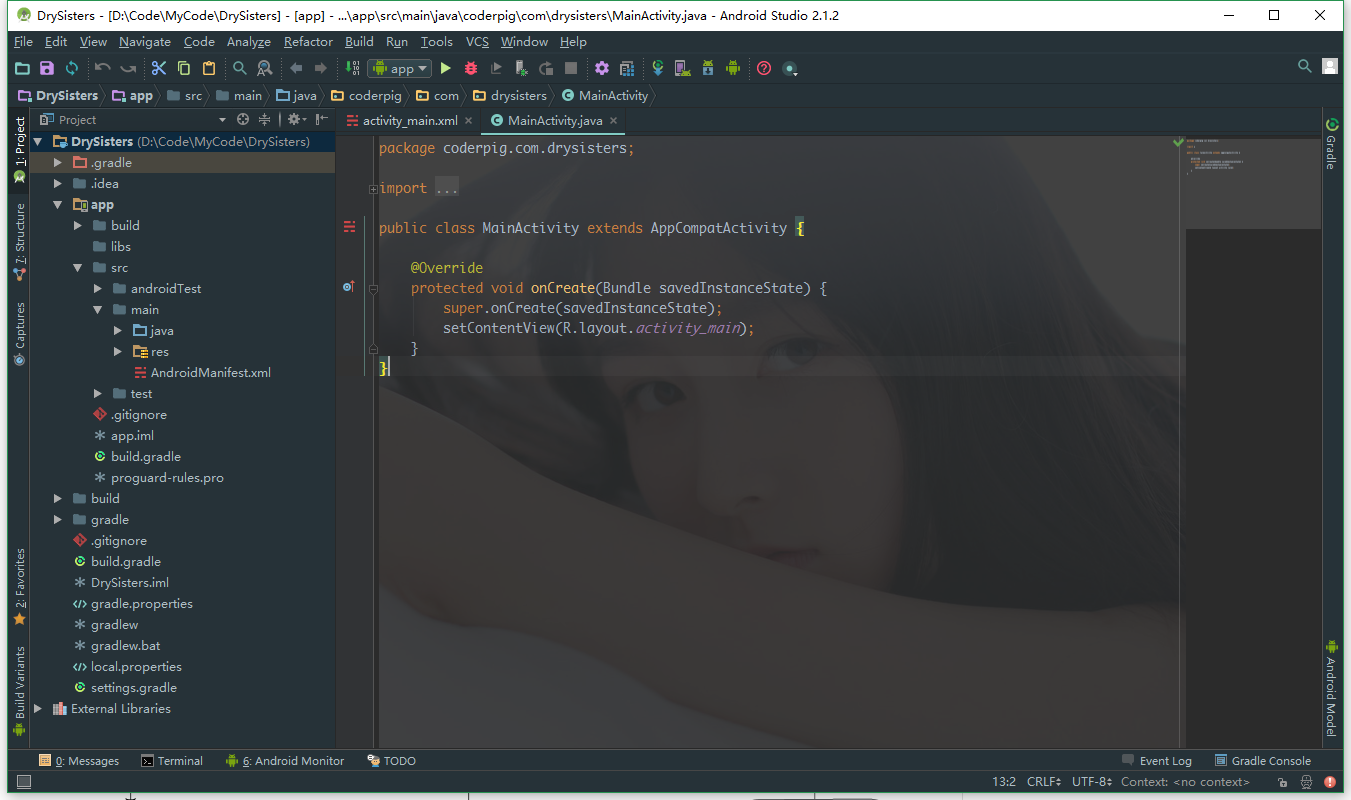 DrySisters - [D:\Code\MyCode\DrySisters] - [app] - ...\app\src\main\java\coderpig\com\drysisters\MainActivity.java - Android Studio 2.1.2
File Edit View Navigate Code Analyze Refactor Build Run Tools VCS Window Help
app
DrySisters app src main java coderpig com drysisters MainActivity
Project
activity_main.xml
MainActivity.java
1: Project
7: Structure
Captures
2: Favorites
Build Variants
DrySisters (D:\Code\MyCode\DrySisters)
.gradle
.idea
app
build
libs
src
androidTest
main
java
res
AndroidManifest.xml
test
.gitignore
app.iml
build.gradle
proguard-rules.pro
build
gradle
.gitignore
build.gradle
DrySisters.iml
gradle.properties
gradlew
gradlew.bat
local.properties
settings.gradle
External Libraries
package coderpig.com.drysisters;
import ...
public class MainActivity extends AppCompatActivity {
@Override
protected void onCreate(Bundle savedInstanceState) {
super.onCreate(savedInstanceState);
setContentView(R.layout.activity_main);
}
}
Gradle
Android Model
0: Messages Terminal 6: Android Monitor TODO Event Log Gradle Console
13:2 CRLF UTF-8 Context: <no context>